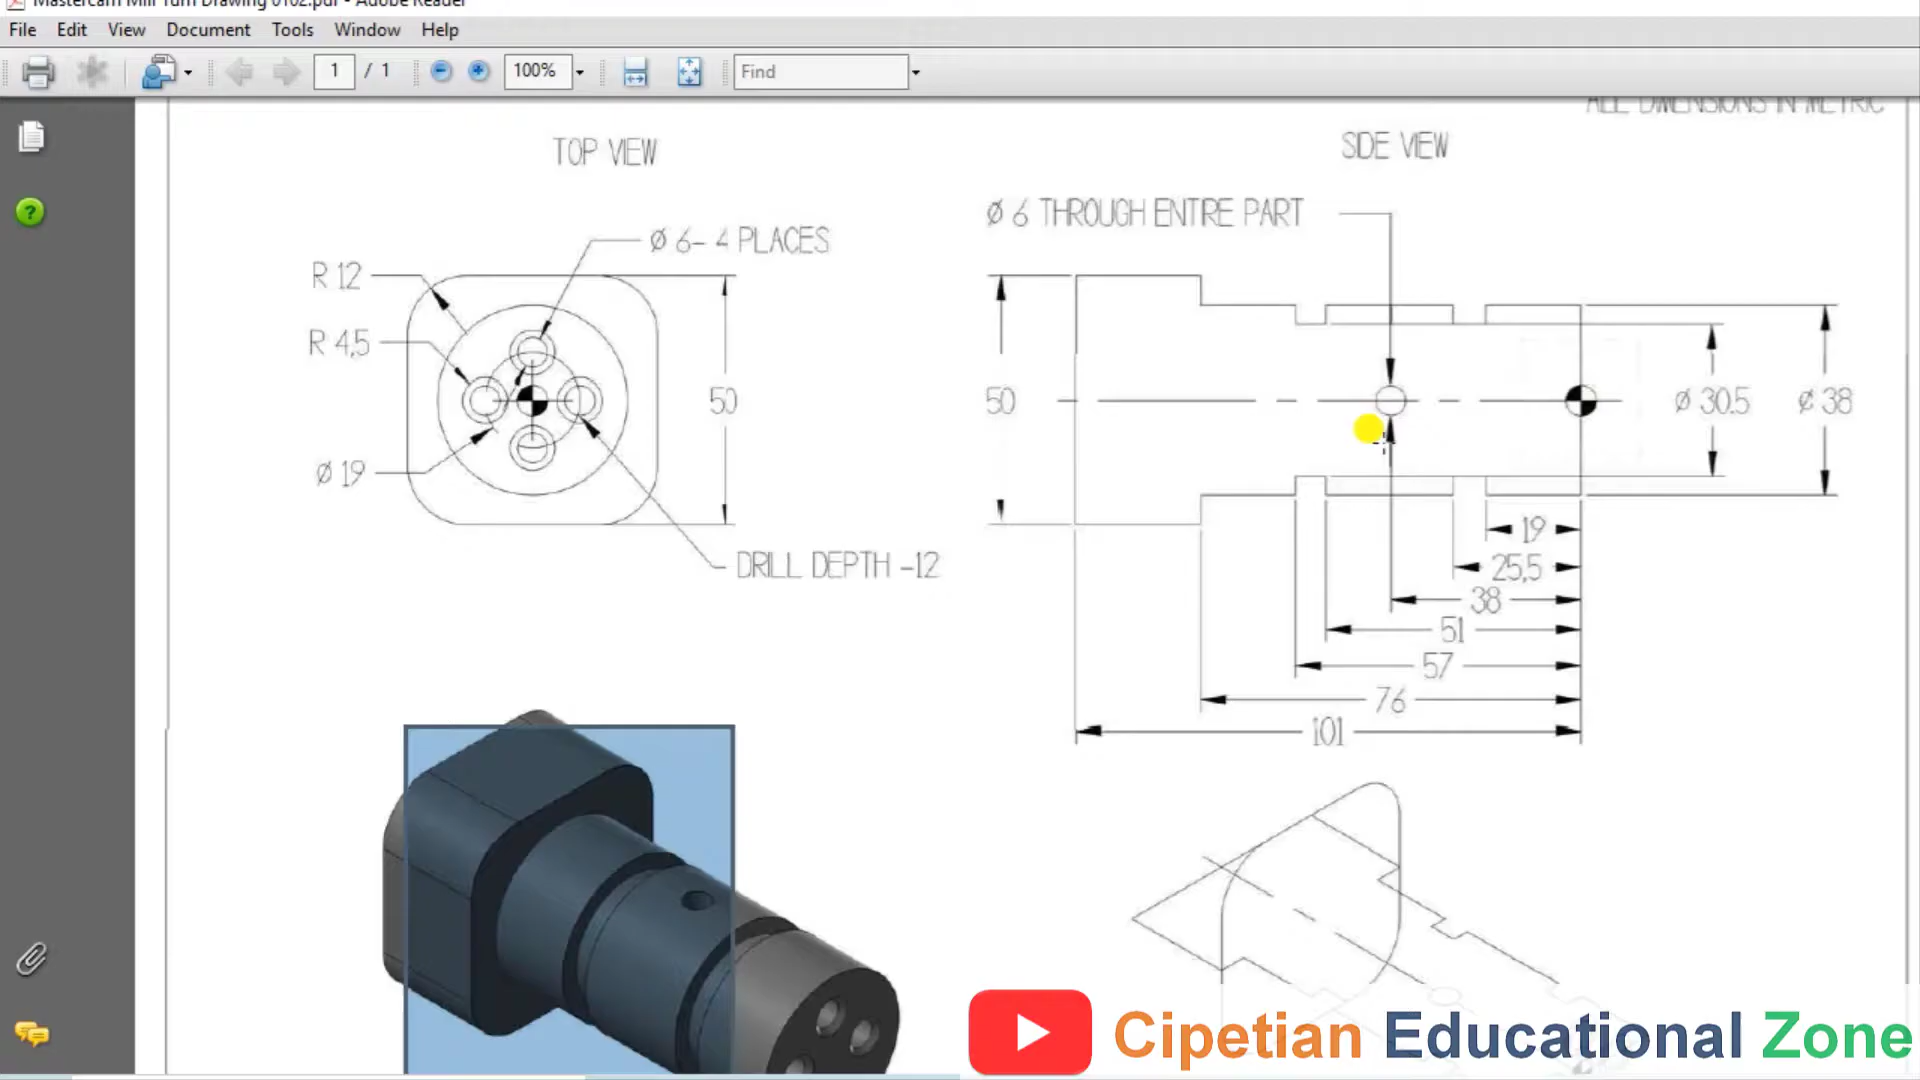 Mastercam Mill Turn Drawing 0102.pdf - Adobe Reader
File Edit View Document Tools Window Help
1 / 1 100% Find
ALL DIMENSIONS IN METRIC
TOP VIEW
SIDE VIEW
Ø 6 THROUGH ENTRE PART
Ø 6- 4 PLACES
R 12
R 4,5
50
50
Ø 30.5
Ø 38
Ø 19
19
DRILL DEPTH -12
25,5
38
51
57
76
101
Cipetian Educational Zone